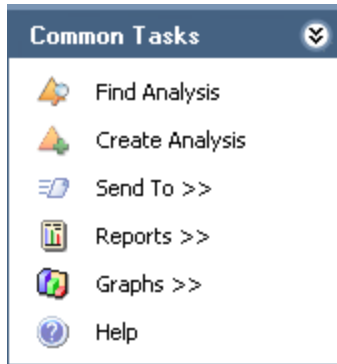 Common Tasks
Find Analysis
Create Analysis
Send To >>
Reports >>
Graphs >>
Help